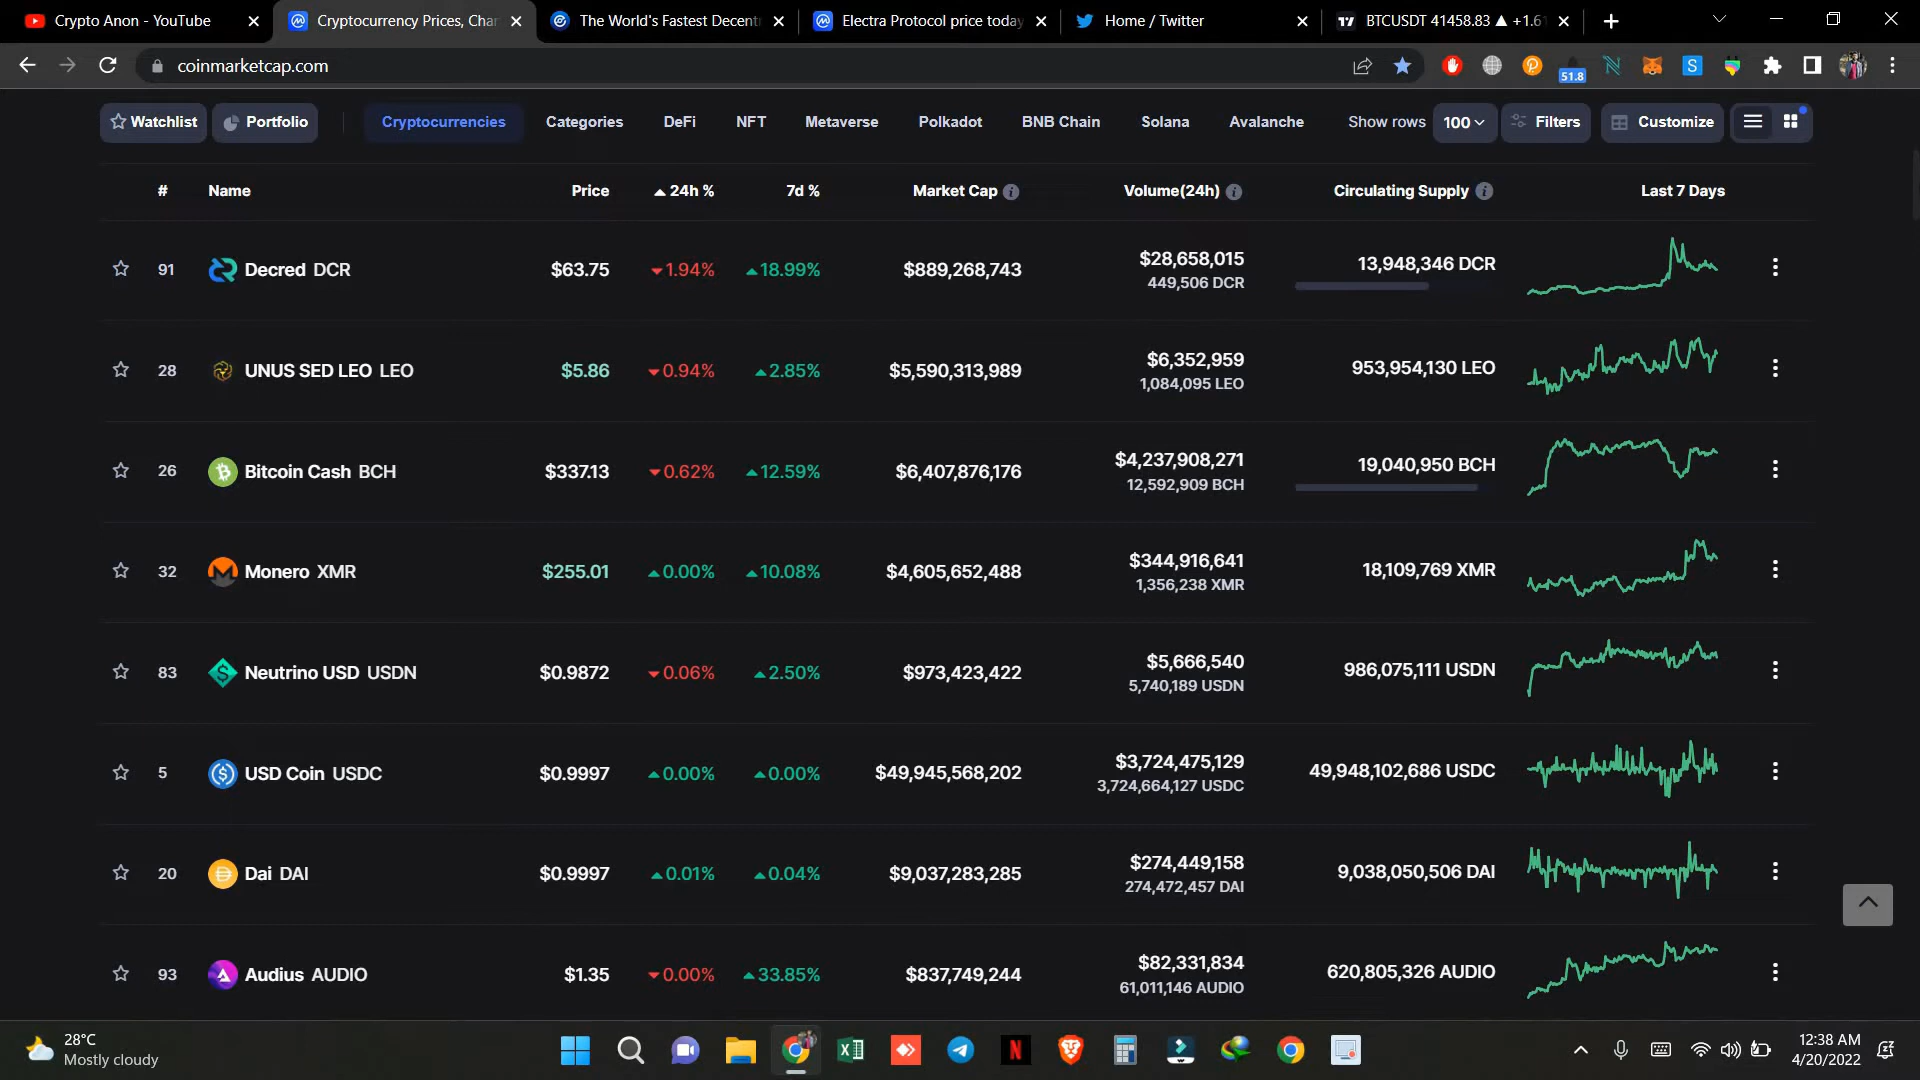 Crypto Anon - YouTube
Cryptocurrency Prices, Char
The World's Fastest Decent
Electra Protocol price today
Home / Twitter
BTCUSDT 41458.83 ▲ +1.6
coinmarketcap.com
51.8
Watchlist
Portfolio
Cryptocurrencies
Categories
DeFi
NFT
Metaverse
Polkadot
BNB Chain
Solana
Avalanche
Show rows
100
Filters
Customize
# Name Price ▲ 24h % 7d % Market Cap Volume(24h) Circulating Supply Last 7 Days
91 Decred DCR $63.75 ▼1.94% ▲18.99% $889,268,743 $28,658,015 13,948,346 DCR
449,506 DCR
28 UNUS SED LEO LEO $5.86 ▼0.94% ▲2.85% $5,590,313,989 $6,352,959 953,954,130 LEO
1,084,095 LEO
26 Bitcoin Cash BCH $337.13 ▼0.62% ▲12.59% $6,407,876,176 $4,237,908,271 19,040,950 BCH
12,592,909 BCH
32 Monero XMR $255.01 ▲0.00% ▲10.08% $4,605,652,488 $344,916,641 18,109,769 XMR
1,356,238 XMR
83 Neutrino USD USDN $0.9872 ▼0.06% ▲2.50% $973,423,422 $5,666,540 986,075,111 USDN
5,740,189 USDN
5 USD Coin USDC $0.9997 ▲0.00% ▲0.00% $49,945,568,202 $3,724,475,129 49,948,102,686 USDC
3,724,664,127 USDC
20 Dai DAI $0.9997 ▲0.01% ▲0.04% $9,037,283,285 $274,449,158 9,038,050,506 DAI
274,472,457 DAI
93 Audius AUDIO $1.35 ▼0.00% ▲33.85% $837,749,244 $82,331,834 620,805,326 AUDIO
61,011,146 AUDIO
28°C
Mostly cloudy
12:38 AM
4/20/2022